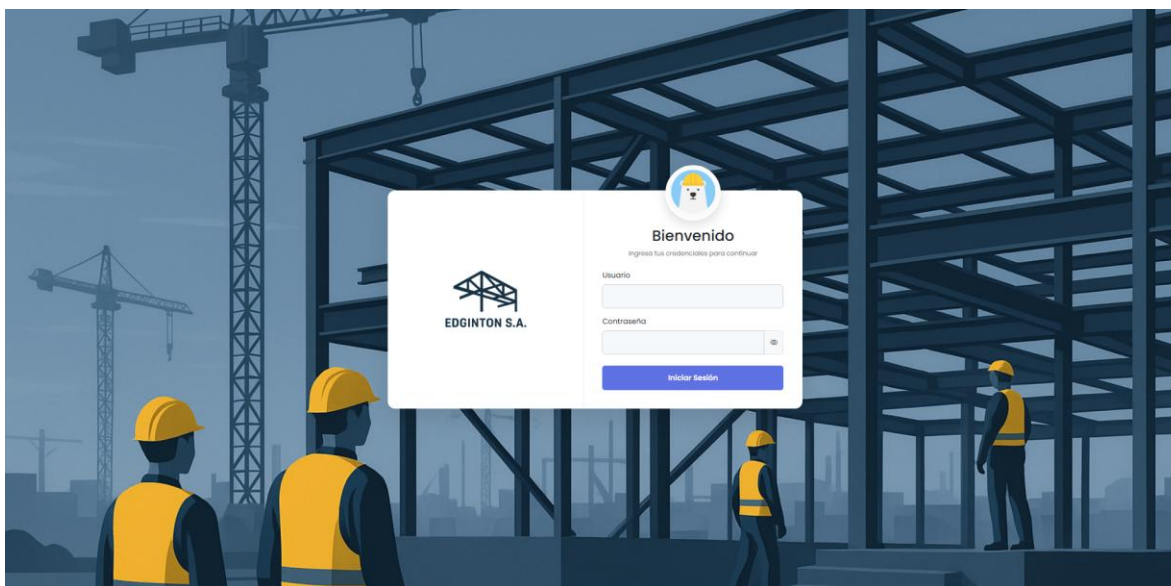 EDGINTON S.A.
Bienvenido
Ingresa tus credenciales para continuar
Usuario
Contraseña
Iniciar Sesión